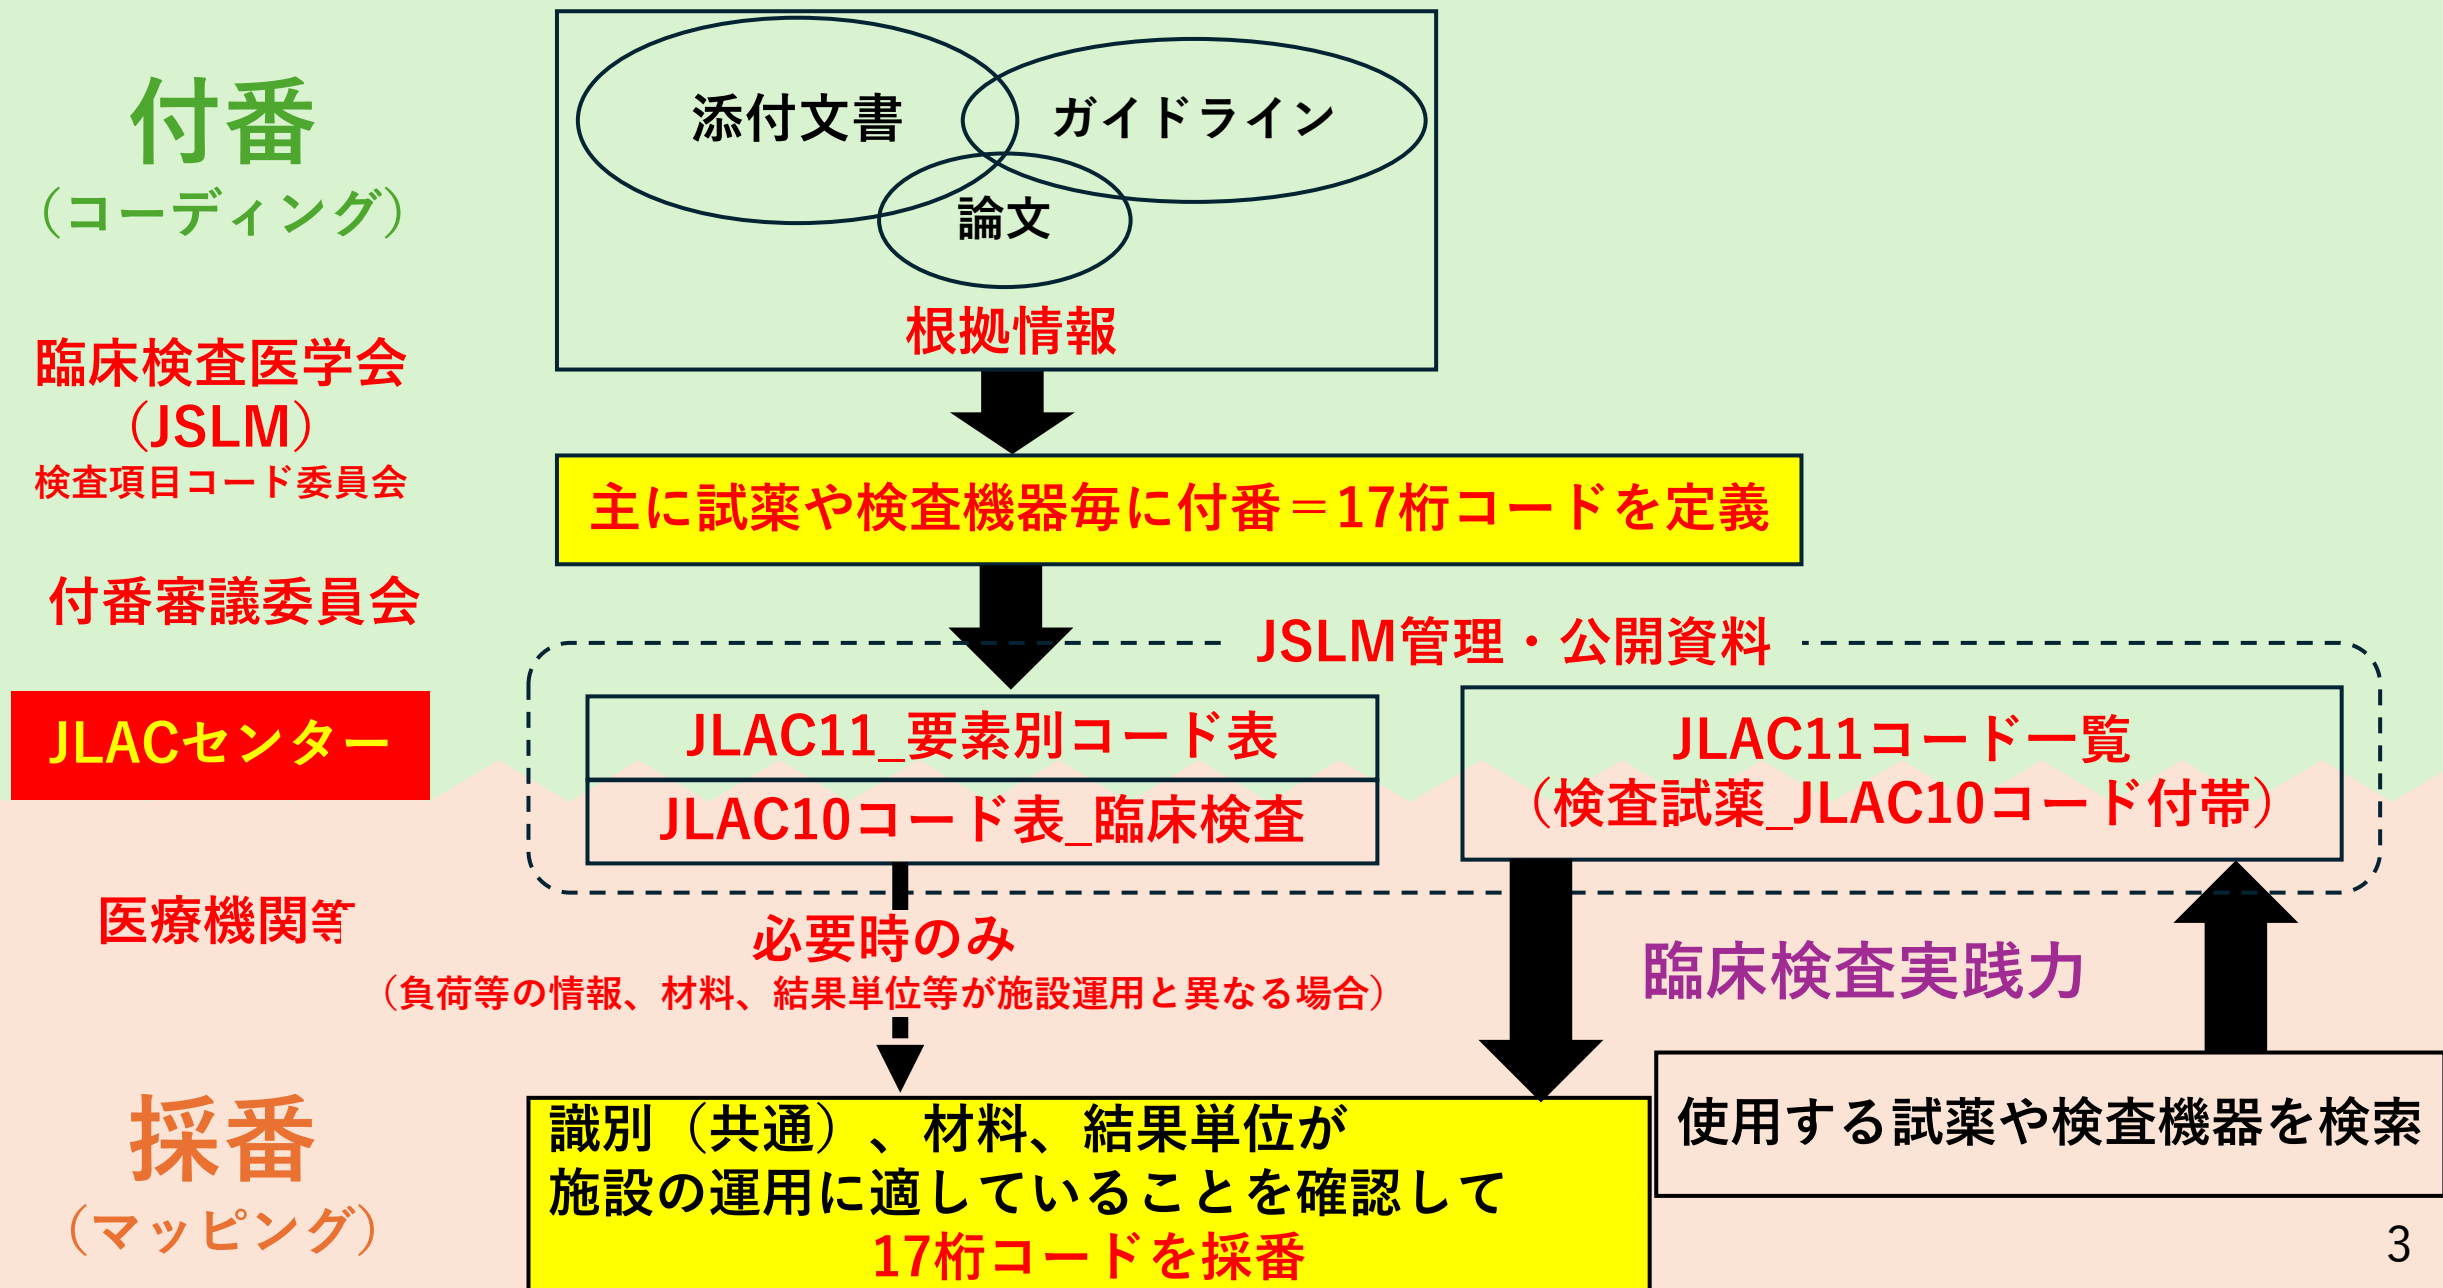 付番
（コーディング）
臨床検査医学会
（JSLM）
検査項目コード委員会
付番審議委員会
JLACセンター
医療機関等
採番
（マッピング）
添付文書
ガイドライン
論文
根拠情報
主に試薬や検査機器毎に付番＝17桁コードを定義
JSLM管理・公開資料
JLAC11_要素別コード表
JLAC10コード表_臨床検査
JLAC11コード一覧
（検査試薬_JLAC10コード付帯）
必要時のみ
（負荷等の情報、材料、結果単位等が施設運用と異なる場合）
臨床検査実践力
使用する試薬や検査機器を検索
識別（共通）、材料、結果単位が
施設の運用に適していることを確認して
17桁コードを採番
3